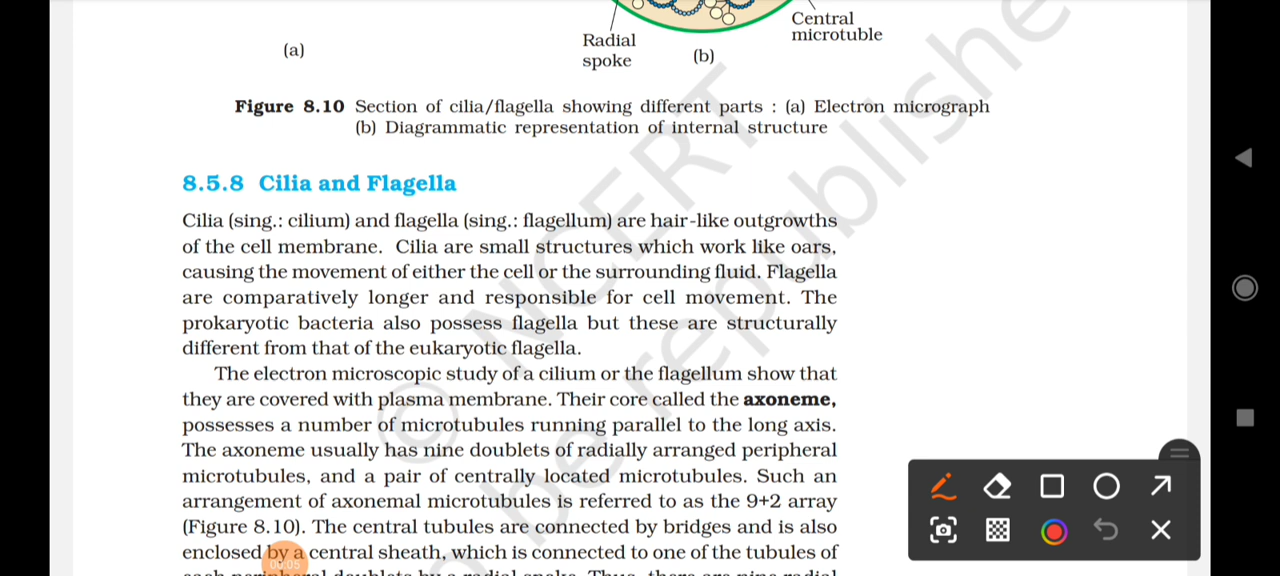 Central
microtuble
Radial
spoke
(a)
(b)
Figure 8.10 Section of cilia/flagella showing different parts : (a) Electron micrograph
(b) Diagrammatic representation of internal structure
8.5.8 Cilia and Flagella
Cilia (sing.: cilium) and flagella (sing.: flagellum) are hair-like outgrowths
of the cell membrane. Cilia are small structures which work like oars,
causing the movement of either the cell or the surrounding fluid. Flagella
are comparatively longer and responsible for cell movement. The
prokaryotic bacteria also possess flagella but these are structurally
different from that of the eukaryotic flagella.
The electron microscopic study of a cilium or the flagellum show that
they are covered with plasma membrane. Their core called the axoneme,
possesses a number of microtubules running parallel to the long axis.
The axoneme usually has nine doublets of radially arranged peripheral
microtubules, and a pair of centrally located microtubules. Such an
arrangement of axonemal microtubules is referred to as the 9+2 array
(Figure 8.10). The central tubules are connected by bridges and is also
enclosed by a central sheath, which is connected to one of the tubules of
00:05
© NCERT
be republishe